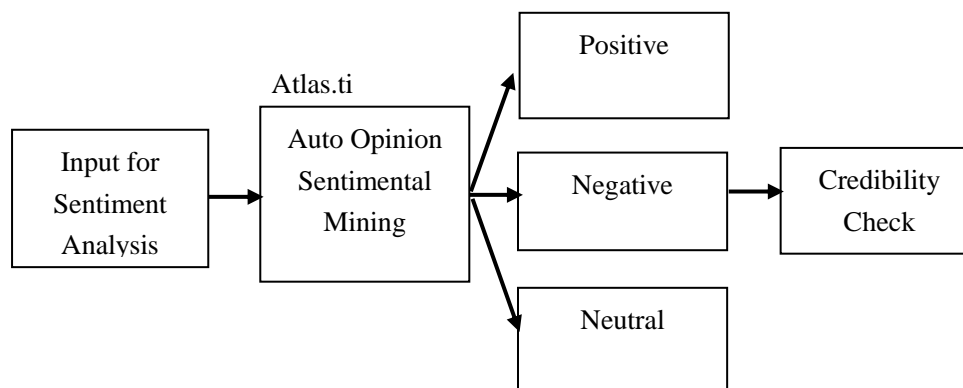 Input for
Sentiment
Analysis
Atlas.ti
Auto Opinion
Sentimental
Mining
Positive
Negative
Neutral
Credibility
Check